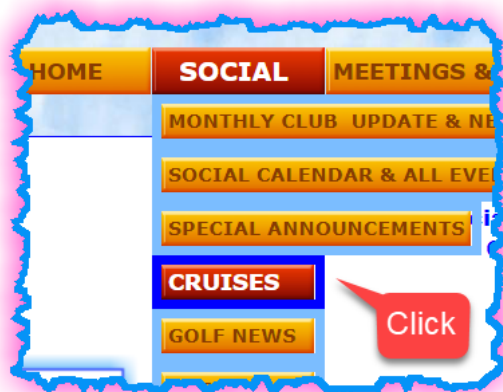 HOME SOCIAL MEETINGS &
MONTHLY CLUB UPDATE & NE
SOCIAL CALENDAR & ALL EVE
SPECIAL ANNOUNCEMENTS
CRUISES
Click
GOLF NEWS